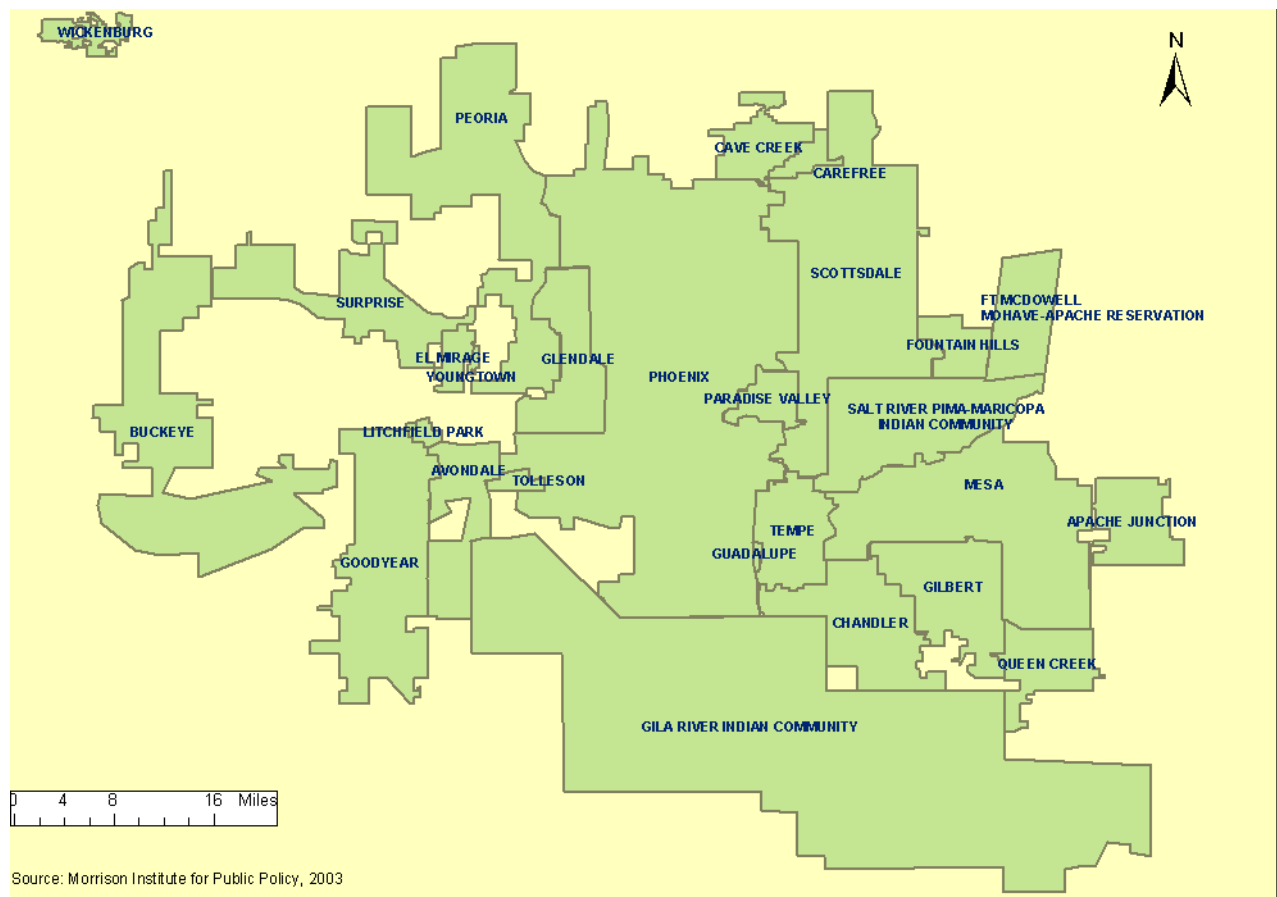 WICKENBURG
N
PEORIA
CAVE CREEK
CAREFREE
SCOTTSDALE
SURPRISE
FT MCDOWELL
MOHAVE-APACHE RESERVATION
FOUNTAIN HILLS
EL MIRAGE
GLENDALE
YOUNGTOWN
PHOENIX
PARADISE VALLEY
SALT RIVER PIMA-MARICOPA
INDIAN COMMUNITY
BUCKEYE
LITCHFIELD PARK
AVONDALE
TOLLESON
MESA
APACHE JUNCTION
TEMPE
GUADALUPE
GOODYEAR
GILBERT
CHANDLER
QUEEN CREEK
GILA RIVER INDIAN COMMUNITY
0 4 8 16 Miles
Source: Morrison Institute for Public Policy, 2003